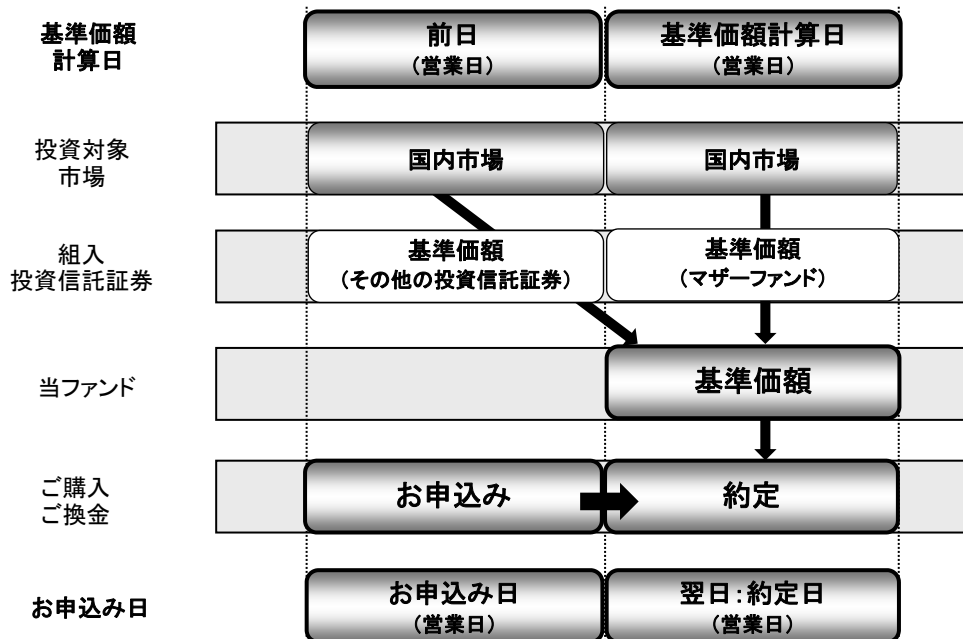 基準価額
計算日
前日
(営業日)
基準価額計算日
(営業日)
投資対象
市場
国内市場
国内市場
組入
投資信託証券
基準価額
(その他の投資信託証券)
基準価額
(マザーファンド)
当ファンド
基準価額
ご購入
ご換金
お申込み
約定
お申込み日
お申込み日
(営業日)
翌日:約定日
(営業日)